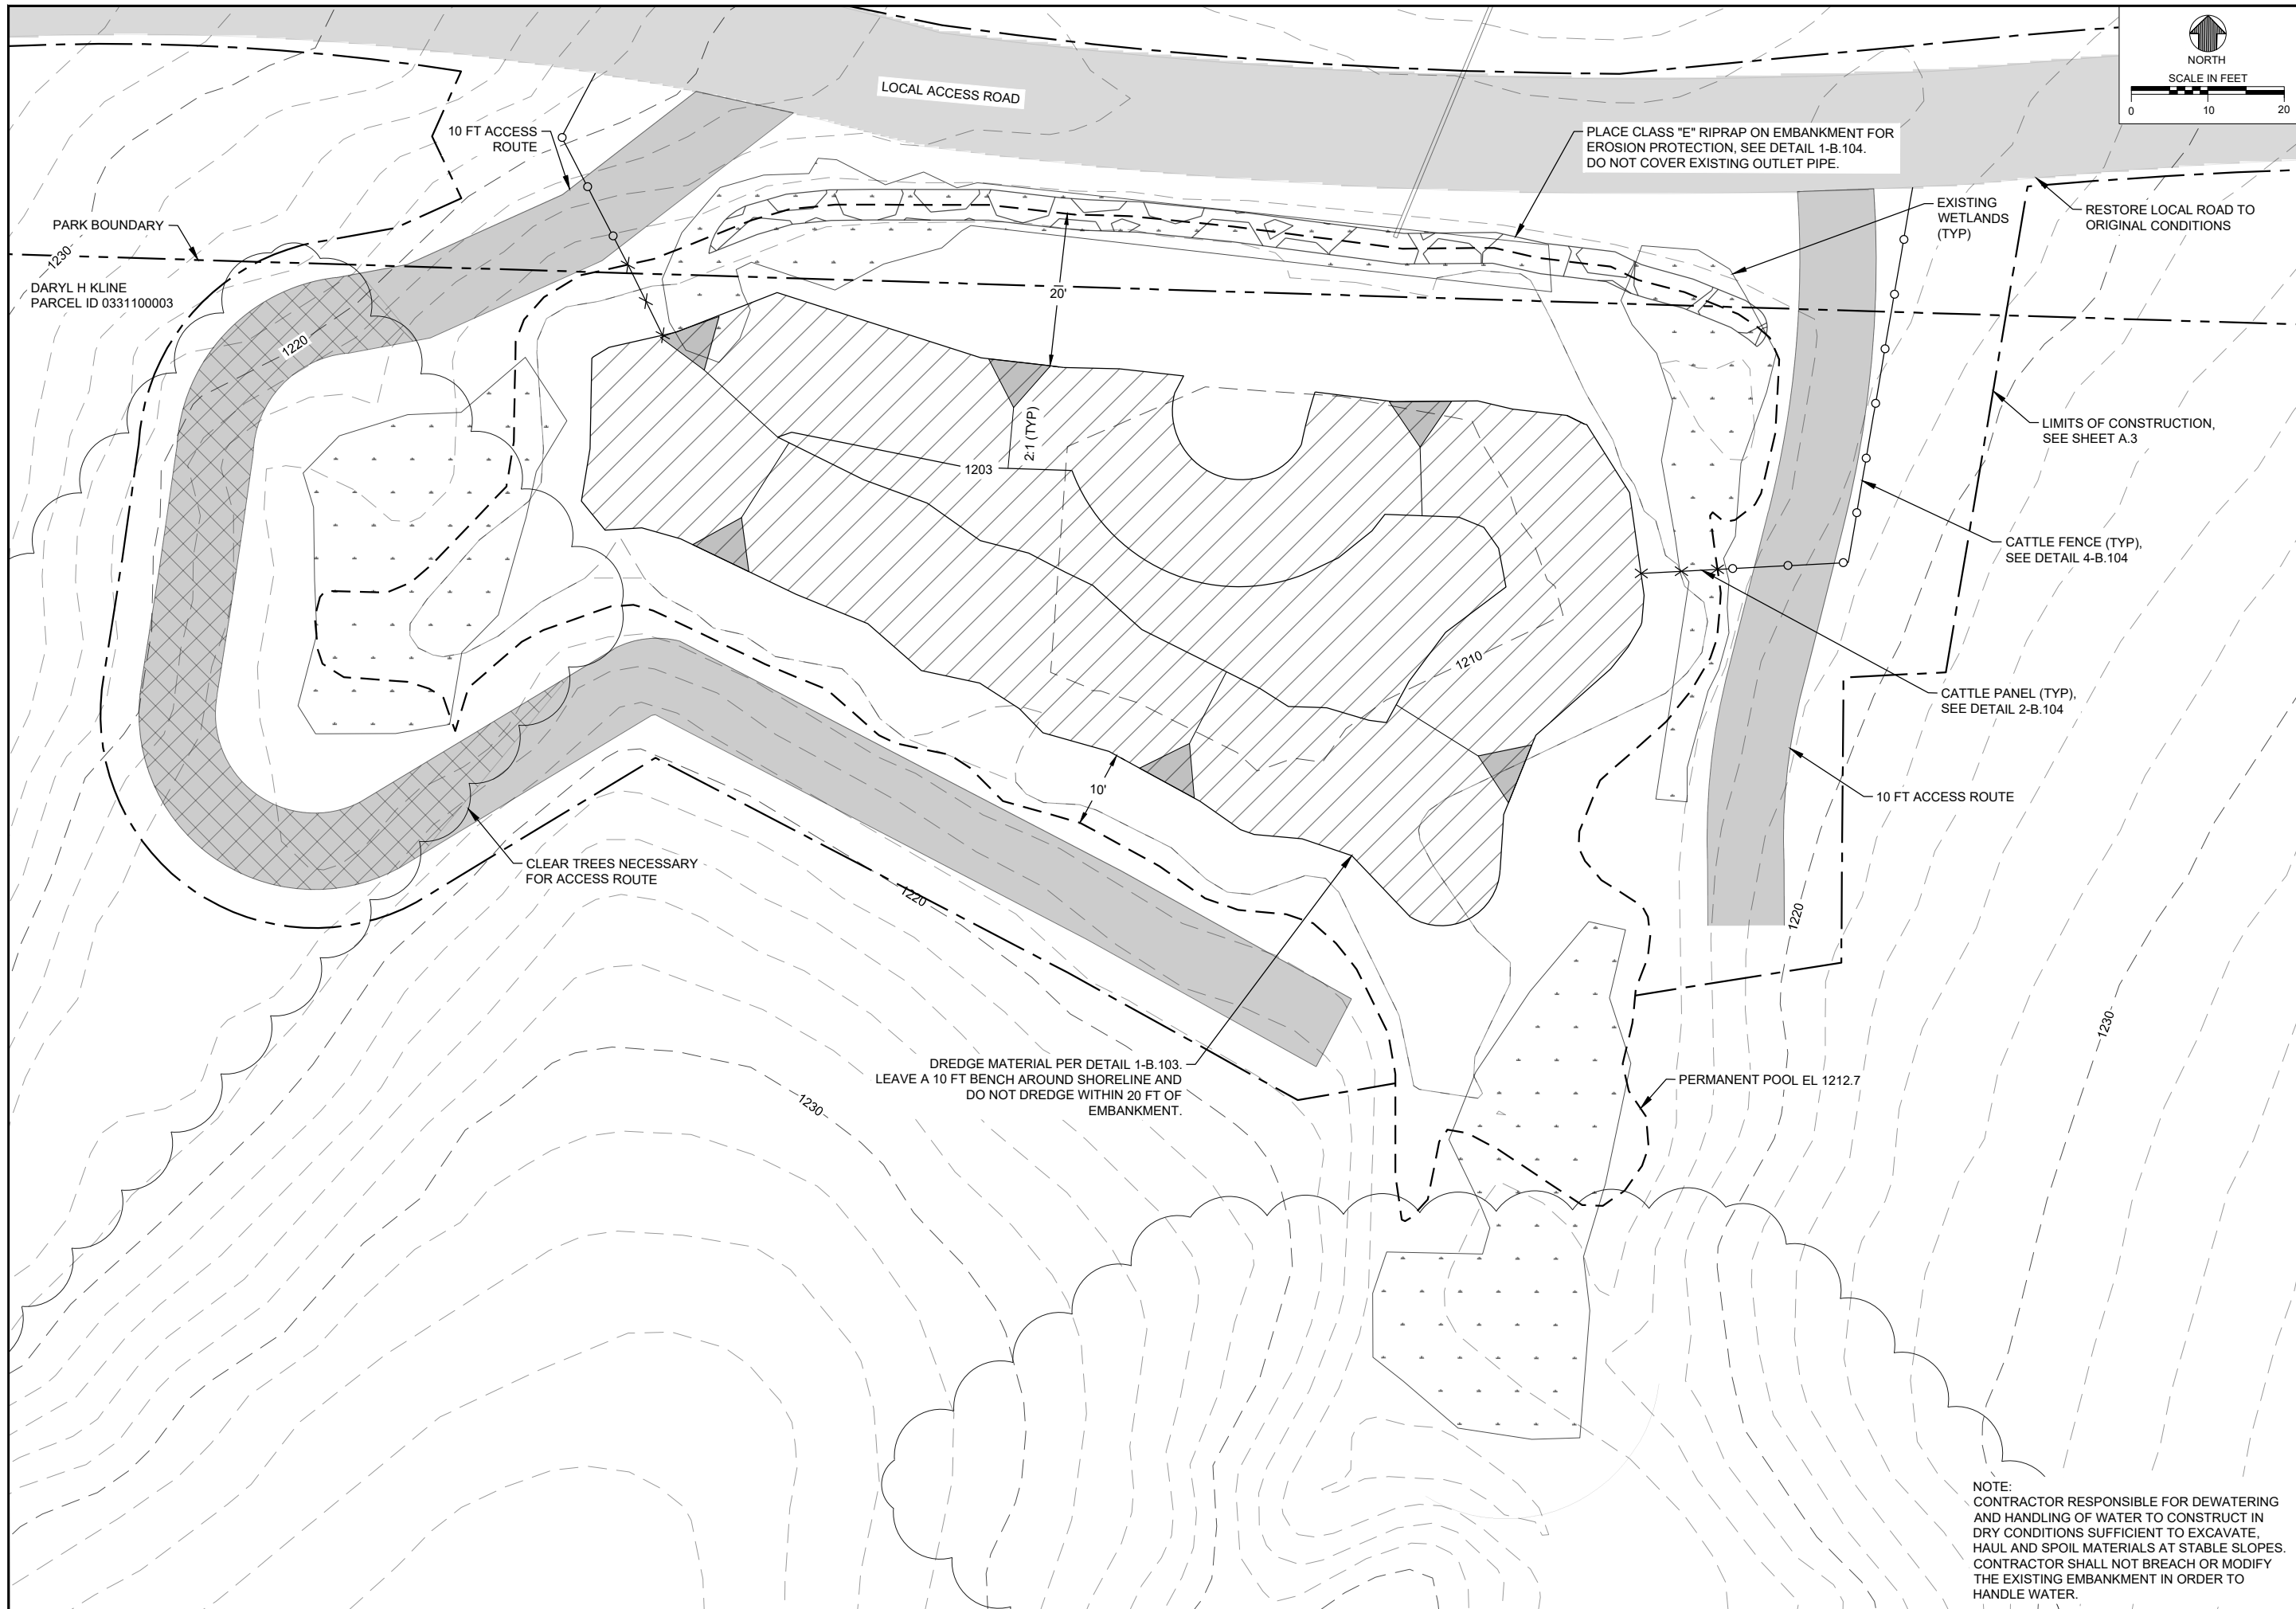 NORTH
SCALE IN FEET
0 10 20
LOCAL ACCESS ROAD
10 FT ACCESS
ROUTE
PLACE CLASS "E" RIPRAP ON EMBANKMENT FOR
EROSION PROTECTION, SEE DETAIL 1-B.104.
DO NOT COVER EXISTING OUTLET PIPE.
PARK BOUNDARY
1230
DARYL H KLINE
PARCEL ID 0331100003
EXISTING
WETLANDS
(TYP)
RESTORE LOCAL ROAD TO
ORIGINAL CONDITIONS
20'
1220
2:1 (TYP)
1203
LIMITS OF CONSTRUCTION,
SEE SHEET A.3
CATTLE FENCE (TYP),
SEE DETAIL 4-B.104
1210
CATTLE PANEL (TYP),
SEE DETAIL 2-B.104
10'
10 FT ACCESS ROUTE
CLEAR TREES NECESSARY
FOR ACCESS ROUTE
1220
1220
1230
DREDGE MATERIAL PER DETAIL 1-B.103.
LEAVE A 10 FT BENCH AROUND SHORELINE AND
DO NOT DREDGE WITHIN 20 FT OF
EMBANKMENT.
PERMANENT POOL EL 1212.7
1230
NOTE:
CONTRACTOR RESPONSIBLE FOR DEWATERING
AND HANDLING OF WATER TO CONSTRUCT IN
DRY CONDITIONS SUFFICIENT TO EXCAVATE,
HAUL AND SPOIL MATERIALS AT STABLE SLOPES.
CONTRACTOR SHALL NOT BREACH OR MODIFY
THE EXISTING EMBANKMENT IN ORDER TO
HANDLE WATER.